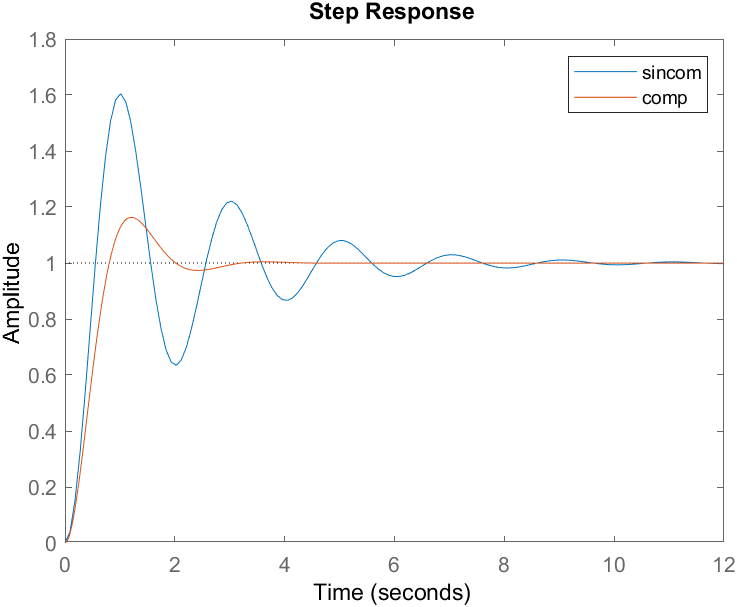 Step Response
1.8
1.6
1.4
1.2
1
0.8
0.6
0.4
0.2
0
Amplitude
sincom
comp
0 2 4 6 8 10 12
Time (seconds)